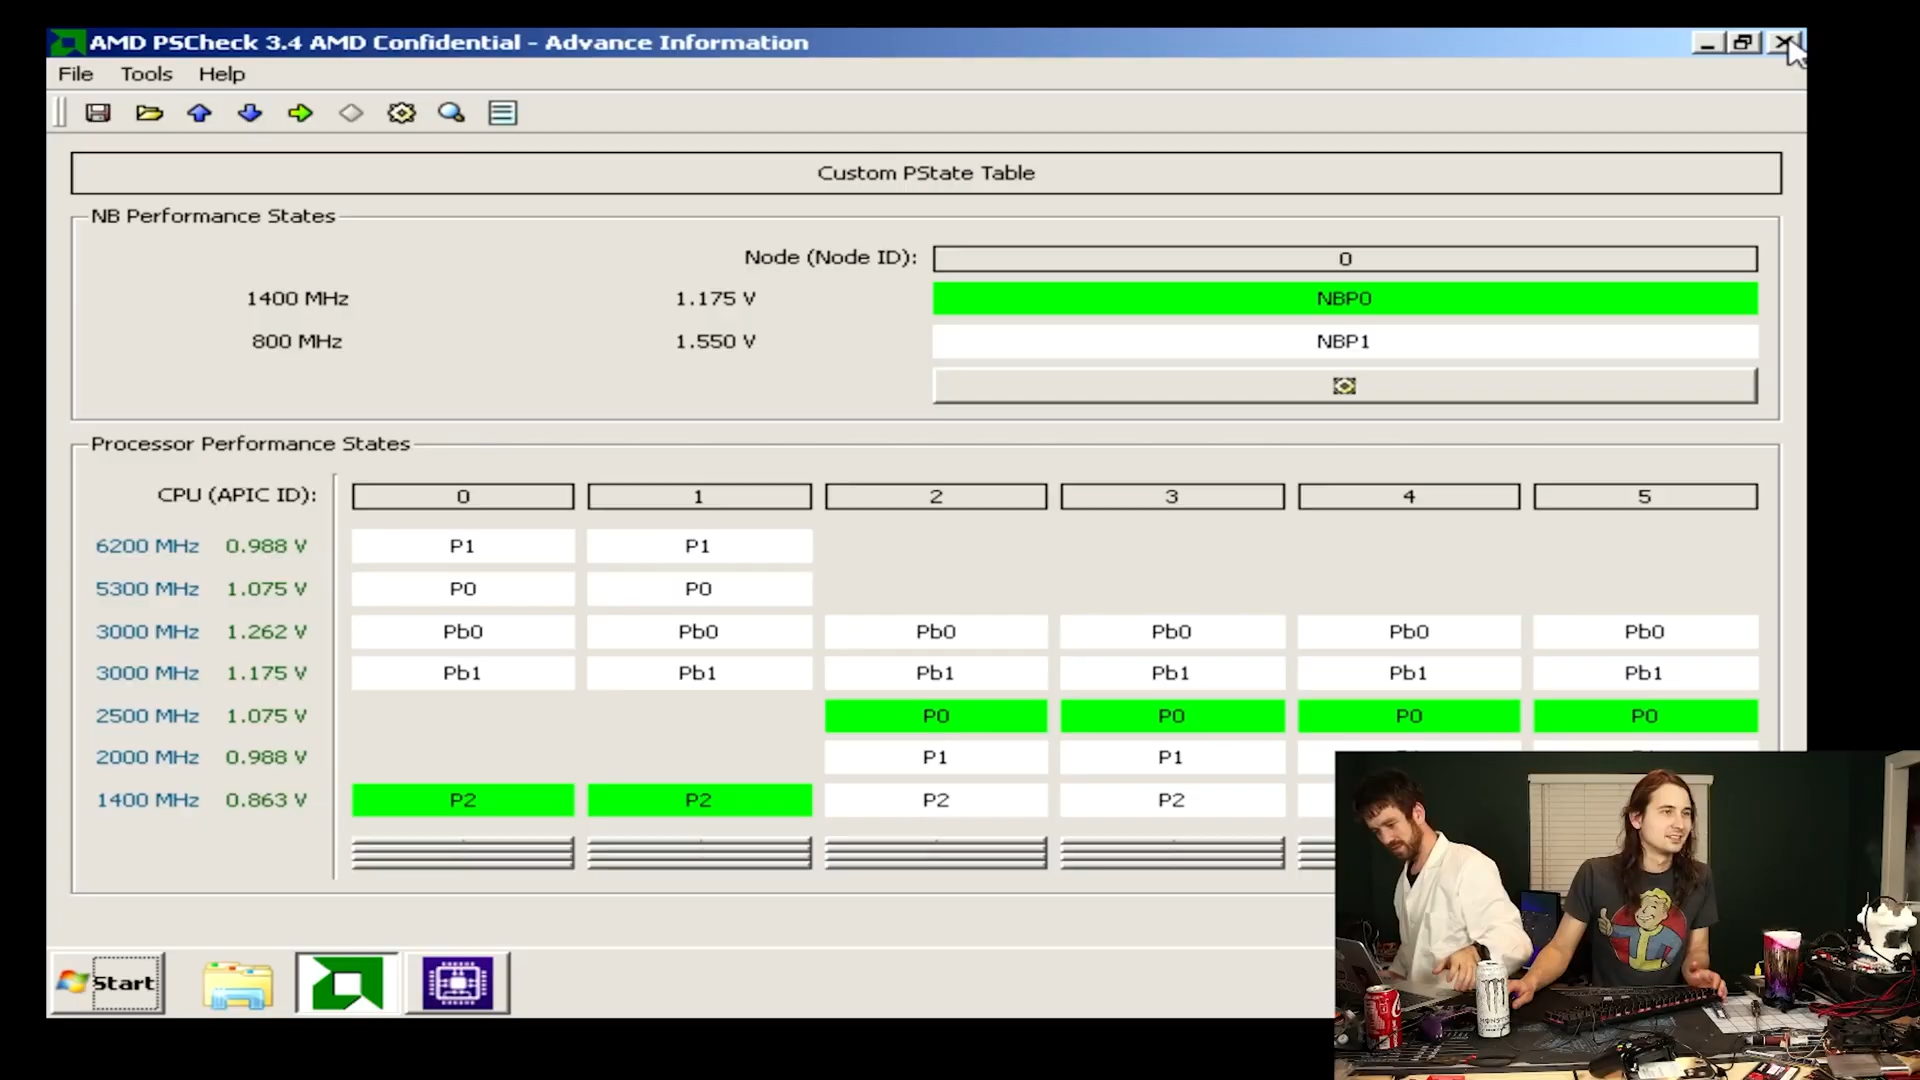 AMD PSCheck 3.4 AMD Confidential - Advance Information
File Tools Help
Custom PState Table
NB Performance States
Node (Node ID): 0
1400 MHz 1.175 V NBP0
800 MHz 1.550 V NBP1
Processor Performance States
CPU (APIC ID): 0 1 2 3 4 5
6200 MHz 0.988 V P1 P1
5300 MHz 1.075 V P0 P0
3000 MHz 1.262 V Pb0 Pb0 Pb0 Pb0 Pb0 Pb0
3000 MHz 1.175 V Pb1 Pb1 Pb1 Pb1 Pb1 Pb1
2500 MHz 1.075 V P0 P0 P0 P0
2000 MHz 0.988 V P1 P1
1400 MHz 0.863 V P2 P2 P2 P2
Start
MONSTER